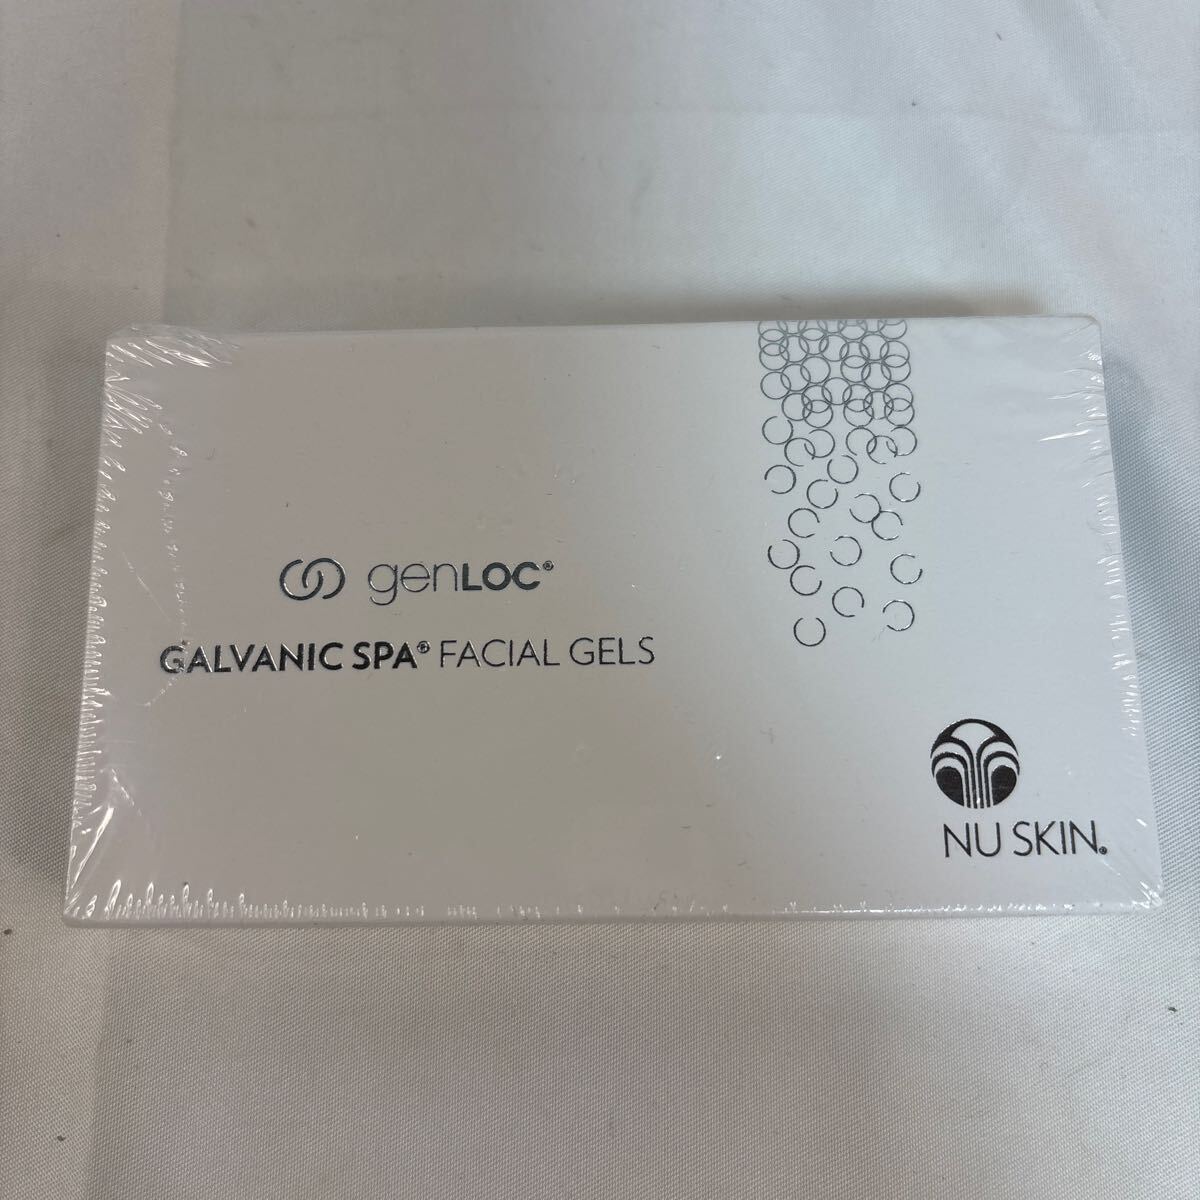 genLOC®
GALVANIC SPA® FACIAL GELS
NU SKIN®